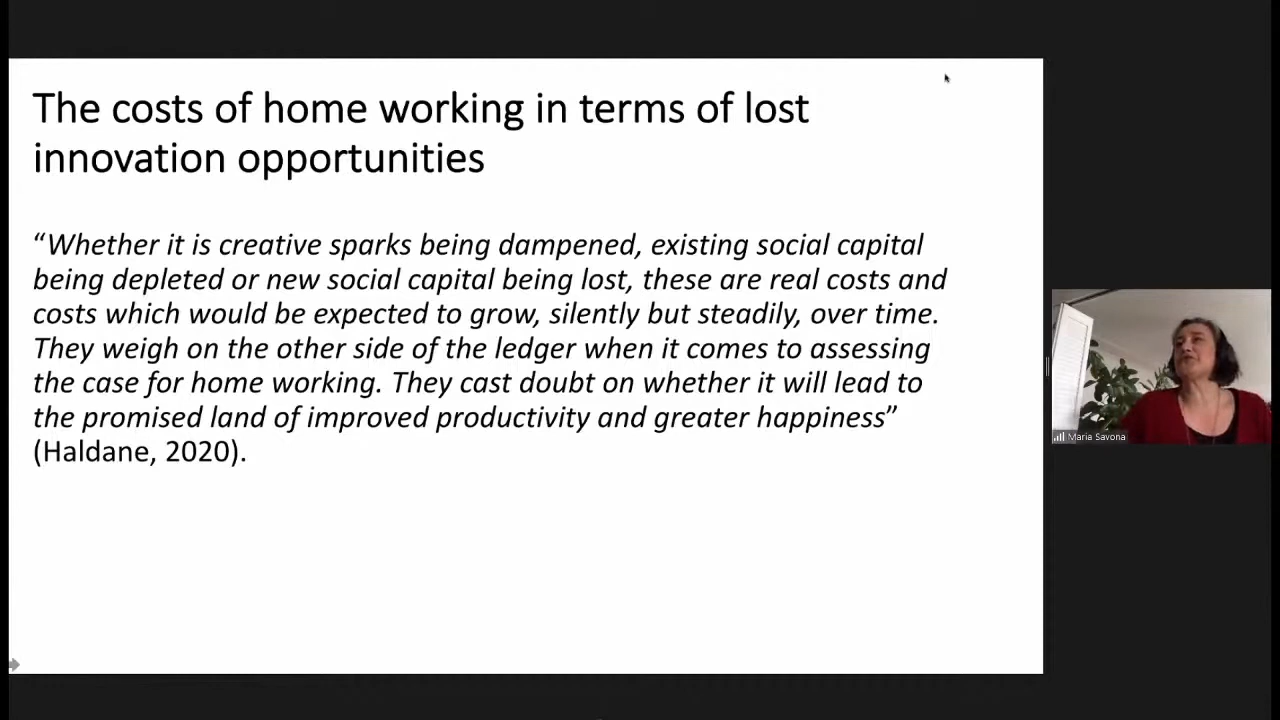 The costs of home working in terms of lost
innovation opportunities
“Whether it is creative sparks being dampened, existing social capital
being depleted or new social capital being lost, these are real costs and
costs which would be expected to grow, silently but steadily, over time.
They weigh on the other side of the ledger when it comes to assessing
the case for home working. They cast doubt on whether it will lead to
the promised land of improved productivity and greater happiness”
(Haldane, 2020).
Maria Savona